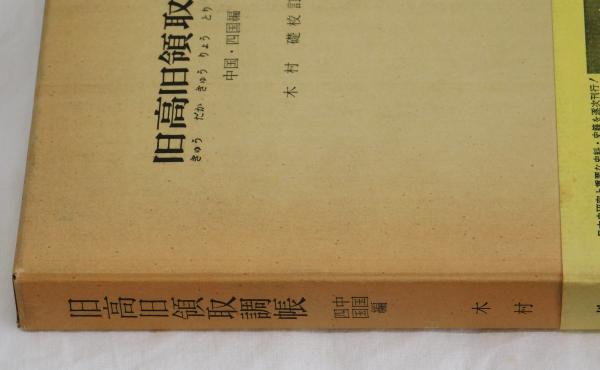 旧高旧領取
きゅう だか きゅう りょう とり
中国・四国編
木村 礎 校訂
旧高旧領取調帳
中国
四国
編
木村